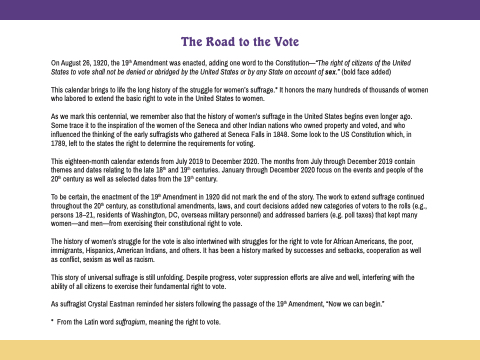 The Road to the Vote
On August 26, 1920, the 19th Amendment was enacted, adding one word to the Constitution—"The right of citizens of the United
States to vote shall not be denied or abridged by the United States or by any State on account of sex." (bold face added)
This calendar brings to life the long history of the struggle for women's suffrage.* It honors the many hundreds of thousands of women
who labored to extend the basic right to vote in the United States to women.
As we mark this centennial, we remember also that the history of women's suffrage in the United States begins even longer ago.
Some trace it to the inspiration of the women of the Seneca and other Indian nations who owned property and voted, and who
influenced the thinking of the early suffragists who gathered at Seneca Falls in 1848. Some look to the US Constitution which, in
1789, left to the states the right to determine the requirements for voting.
This eighteen-month calendar extends from July 2019 to December 2020. The months from July through December 2019 contain
themes and dates relating to the late 18th and 19th centuries. January through December 2020 focus on the events and people of the
20th century as well as selected dates from the 19th century.
To be certain, the enactment of the 19th Amendment in 1920 did not mark the end of the story. The work to extend suffrage continued
throughout the 20th century, as constitutional amendments, laws, and court decisions added new categories of voters to the rolls (e.g.,
persons 18–21, residents of Washington, DC, overseas military personnel) and addressed barriers (e.g. poll taxes) that kept many
women—and men—from exercising their constitutional right to vote.
The history of women's struggle for the vote is also intertwined with struggles for the right to vote for African Americans, the poor,
immigrants, Hispanics, American Indians, and others. It has been a history marked by successes and setbacks, cooperation as well
as conflict, sexism as well as racism.
This story of universal suffrage is still unfolding. Despite progress, voter suppression efforts are alive and well, interfering with the
ability of all citizens to exercise their fundamental right to vote.
As suffragist Crystal Eastman reminded her sisters following the passage of the 19th Amendment, "Now we can begin."
* From the Latin word suffragium, meaning the right to vote.